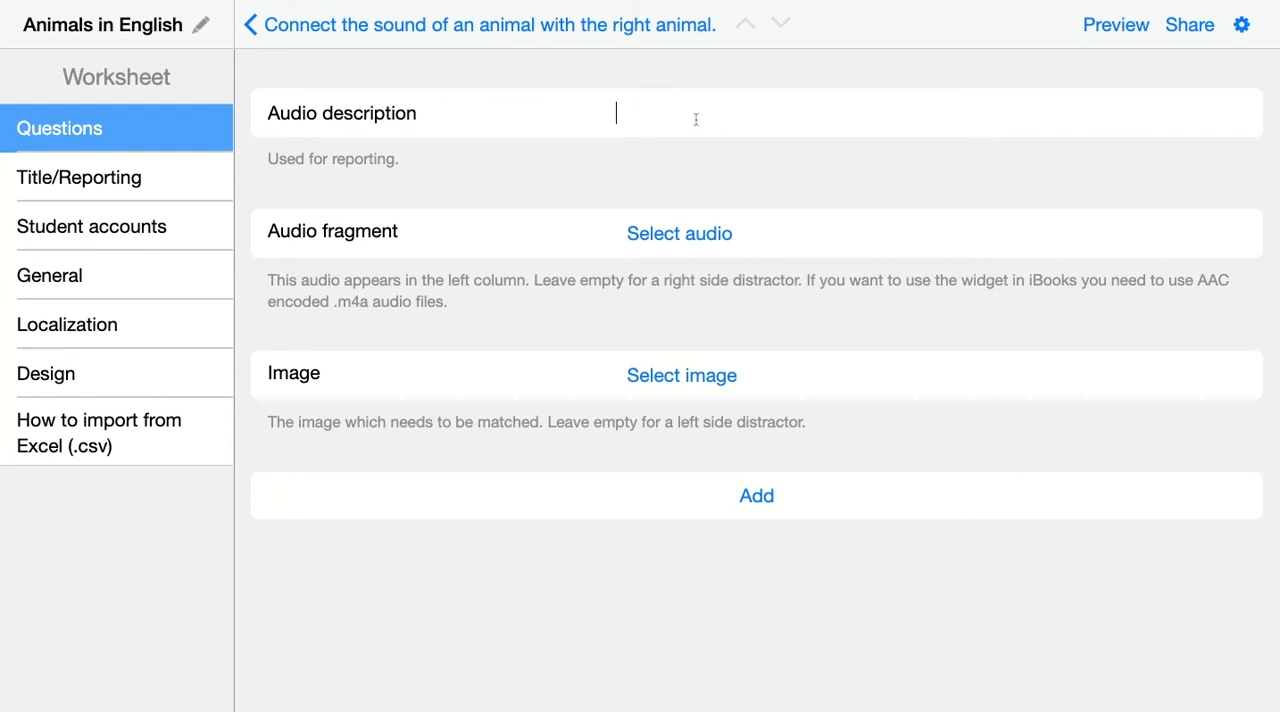 Animals in English
Connect the sound of an animal with the right animal.
Preview
Share
Worksheet
Questions
Title/Reporting
Student accounts
General
Localization
Design
How to import from
Excel (.csv)
Audio description
Used for reporting.
Audio fragment
Select audio
This audio appears in the left column. Leave empty for a right side distractor. If you want to use the widget in iBooks you need to use AAC
encoded .m4a audio files.
Image
Select image
The image which needs to be matched. Leave empty for a left side distractor.
Add